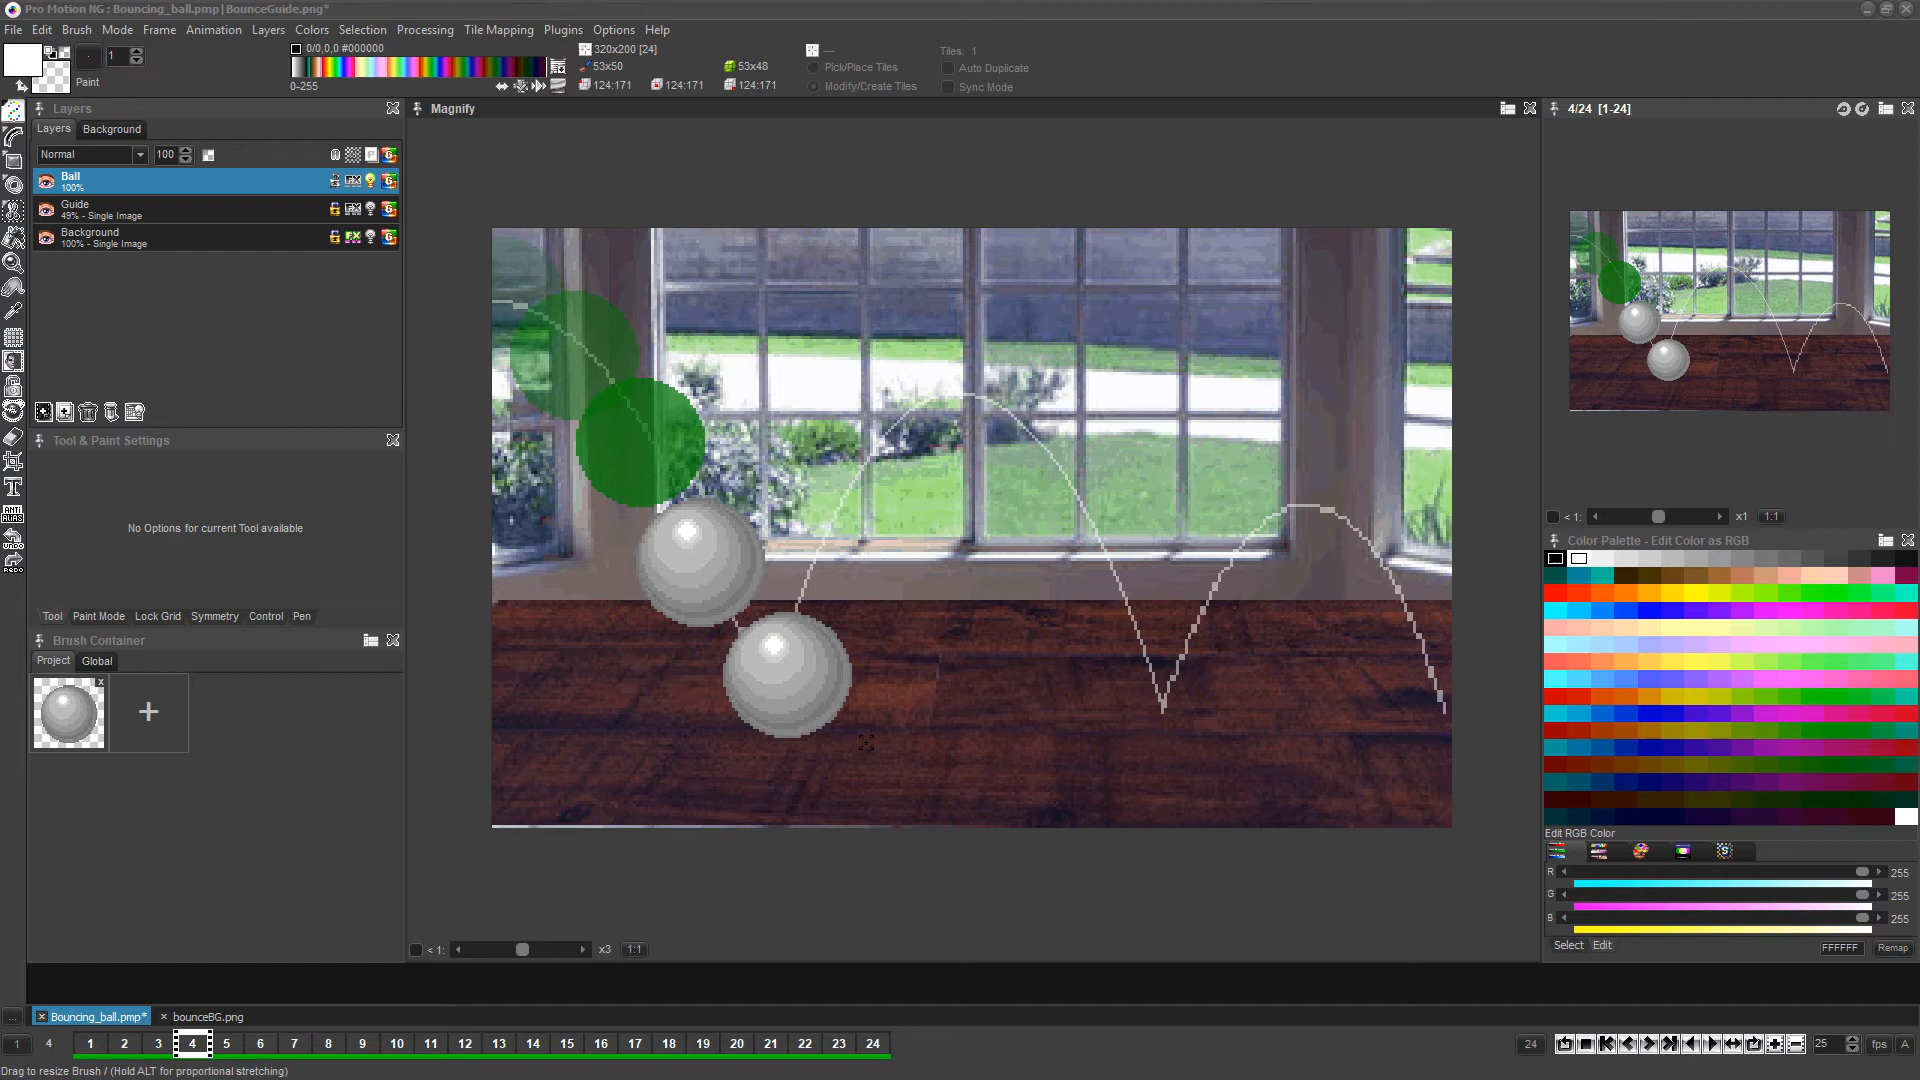 Pro Motion NG : Bouncing_ball.pmp|BounceGuide.png*
File Edit Brush Mode Frame Animation Layers Colors Selection Processing Tile Mapping Plugins Options Help
1
Paint
0/0,0,0 #000000
0-255
320x200 [24]
53x50 53x48
124:171 124:171 124:171
---
Pick/Place Tiles
Modify/Create Tiles
Tiles: 1
Auto Duplicate
Sync Mode
Layers
Layers Background
Normal 100
Ball
100%
Guide
49% - Single Image
Background
100% - Single Image
Tool & Paint Settings
No Options for current Tool available
Tool Paint Mode Lock Grid Symmetry Control Pen
Brush Container
Project Global
x
+
ANTI
ALIAS
UNDO
REDO
Magnify
< 1: x3 1:1
4/24 [1-24]
< 1: x1 1:1
Color Palette - Edit Color as RGB
Edit RGB Color
R 255
G 255
B 255
Select Edit FFFFFF Remap
... Bouncing_ball.pmp* bounceBG.png
1 4 1 2 3 4 5 6 7 8 9 10 11 12 13 14 15 16 17 18 19 20 21 22 23 24 24 25 fps A
Drag to resize Brush / (Hold ALT for proportional stretching)